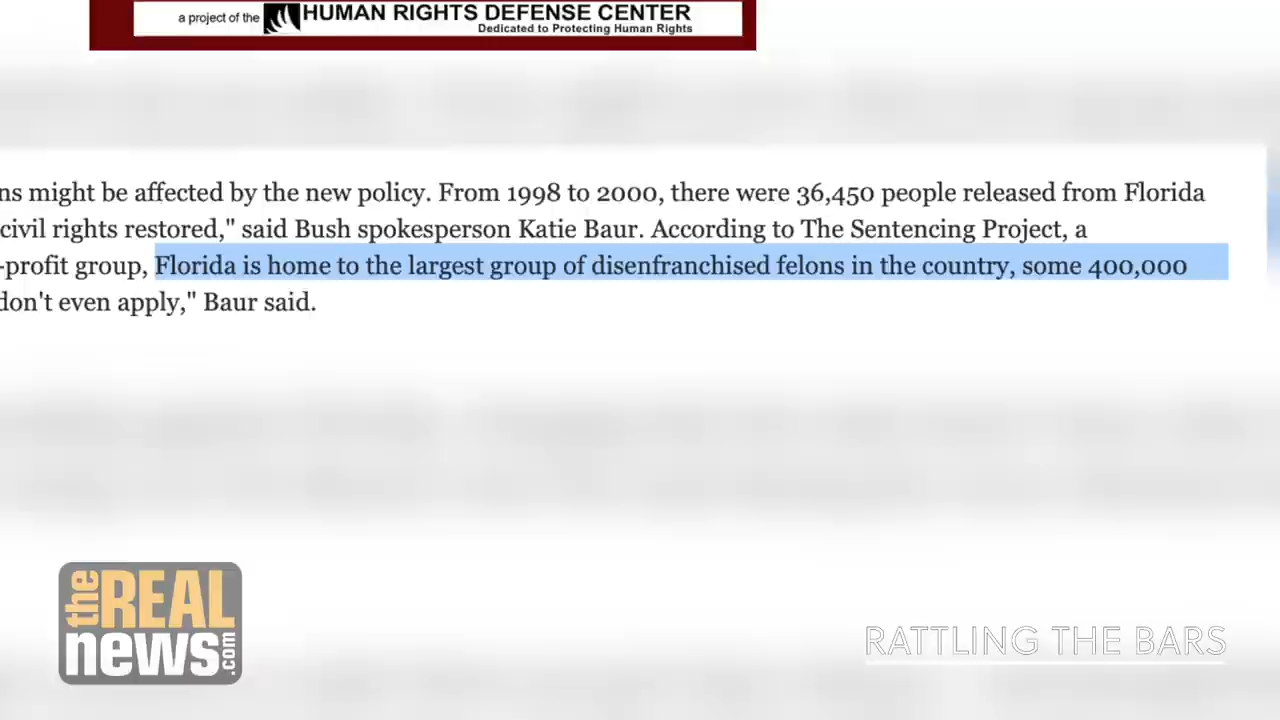 a project of the HUMAN RIGHTS DEFENSE CENTER
Dedicated to Protecting Human Rights
ns might be affected by the new policy. From 1998 to 2000, there were 36,450 people released from Florida
civil rights restored," said Bush spokesperson Katie Baur. According to The Sentencing Project, a
-profit group, Florida is home to the largest group of disenfranchised felons in the country, some 400,000
don't even apply," Baur said.
the REAL
news.com
RATTLING THE BARS